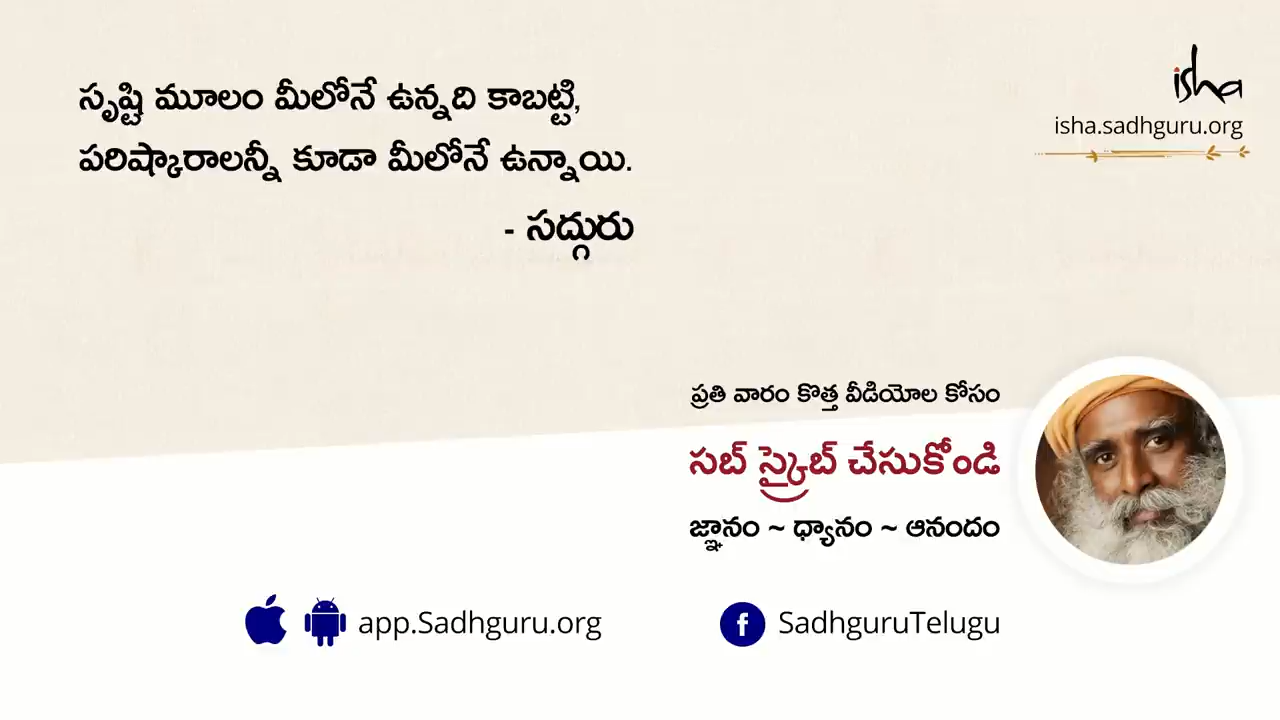 సృష్టి మూలం మీలోనే ఉన్నది కాబట్టి,
పరిష్కారాలన్నీ కూడా మీలోనే ఉన్నాయి.
- సద్గురు
isha
isha.sadhguru.org
ప్రతి వారం కొత్త వీడియోల కోసం
సబ్ స్క్రైబ్ చేసుకోండి
జ్ఞానం ~ ధ్యానం ~ ఆనందం
app.Sadhguru.org
SadhguruTelugu